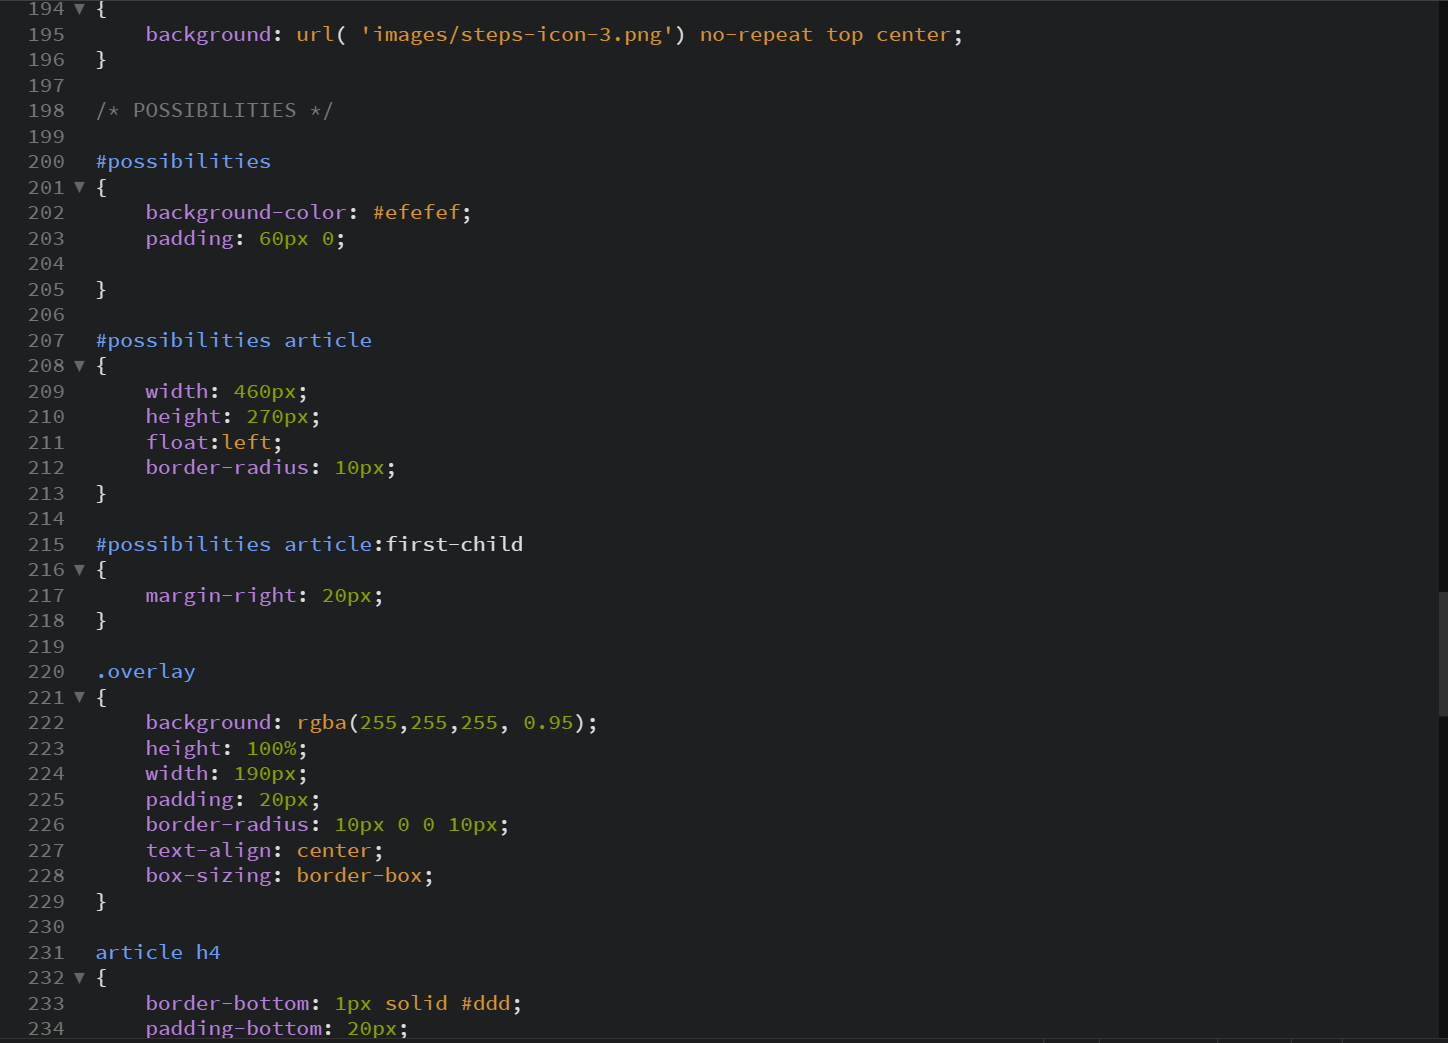 194 ▼ {
195     background: url( 'images/steps-icon-3.png') no-repeat top center;
196 }
197
198 /* POSSIBILITIES */
199
200 #possibilities
201 ▼ {
202     background-color: #efefef;
203     padding: 60px 0;
204
205 }
206
207 #possibilities article
208 ▼ {
209     width: 460px;
210     height: 270px;
211     float:left;
212     border-radius: 10px;
213 }
214
215 #possibilities article:first-child
216 ▼ {
217     margin-right: 20px;
218 }
219
220 .overlay
221 ▼ {
222     background: rgba(255,255,255, 0.95);
223     height: 100%;
224     width: 190px;
225     padding: 20px;
226     border-radius: 10px 0 0 10px;
227     text-align: center;
228     box-sizing: border-box;
229 }
230
231 article h4
232 ▼ {
233     border-bottom: 1px solid #ddd;
234     padding-bottom: 20px;